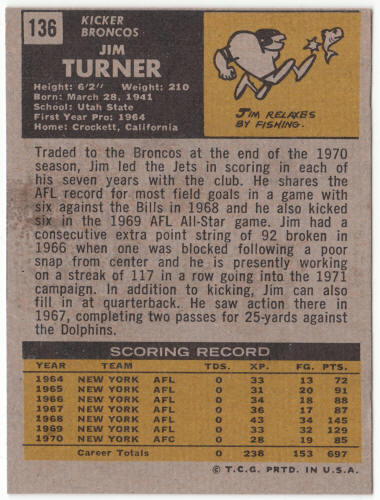 136
KICKER
BRONCOS
JIM
TURNER
Height: 6'2" Weight: 210
Born: March 28, 1941
School: Utah State
First Year Pro: 1964
Home: Crockett, California
JIM RELAXES
BY FISHING.
Traded to the Broncos at the end of the 1970
season, Jim led the Jets in scoring in each of
his seven years with the club. He shares the
AFL record for most field goals in a game with
six against the Bills in 1968 and he also kicked
six in the 1969 AFL All-Star game. Jim had a
consecutive extra point string of 92 broken in
1966 when one was blocked following a poor
snap from center and he is presently working
on a streak of 117 in a row going into the 1971
campaign. In addition to kicking, Jim can also
fill in at quarterback. He saw action there in
1967, completing two passes for 25-yards against
the Dolphins.
SCORING RECORD
YEAR TEAM TDS. XP. FG. PTS.
1964 NEW YORK AFL 0 33 13 72
1965 NEW YORK AFL 0 31 20 91
1966 NEW YORK AFL 0 34 18 88
1967 NEW YORK AFL 0 36 17 87
1968 NEW YORK AFL 0 43 34 145
1969 NEW YORK AFL 0 33 32 129
1970 NEW YORK AFC 0 28 19 85
Career Totals 0 238 153 697
© T.C.G. PRTD. IN U.S.A.